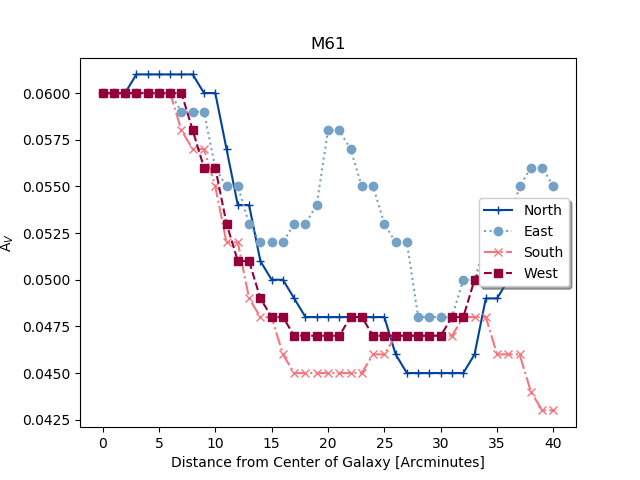 M61
0.0600
0.0575
0.0550
0.0525
0.0500
0.0475
0.0450
0.0425
A_V
North
East
South
West
0 5 10 15 20 25 30 35 40
Distance from Center of Galaxy [Arcminutes]